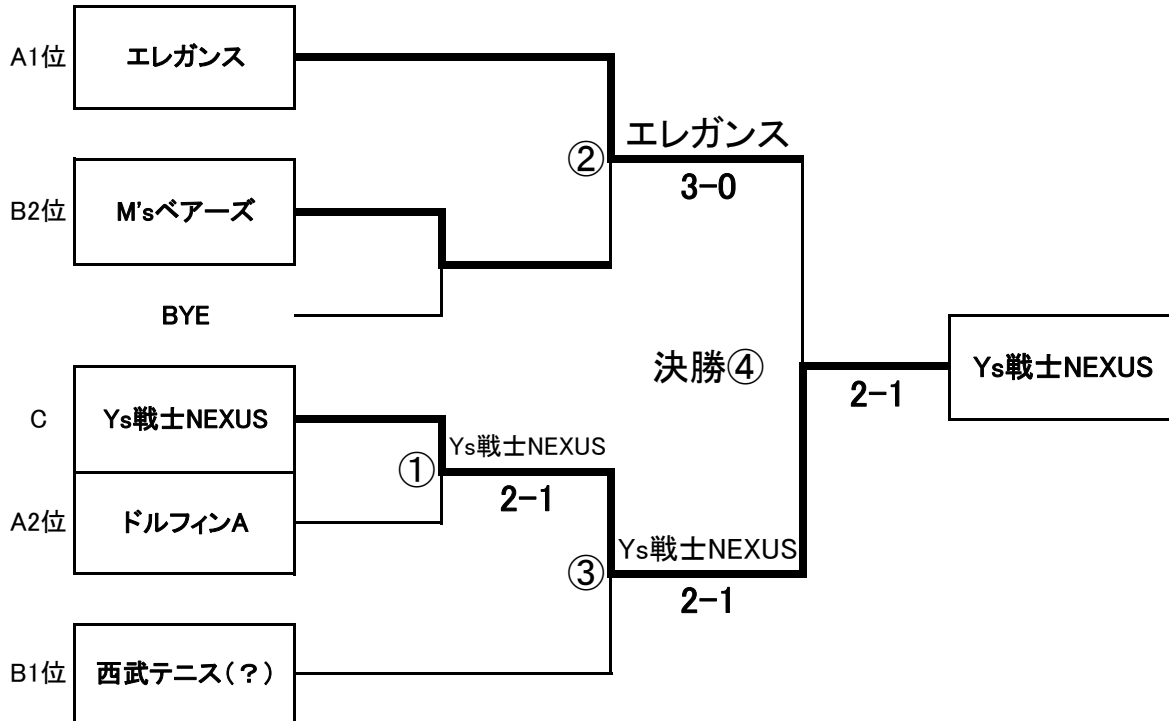 A1位
エレガンス
エレガンス
②
3-0
B2位
M'sベアーズ
BYE
決勝④
Ys戦士NEXUS
2-1
C
Ys戦士NEXUS
Ys戦士NEXUS
①
2-1
A2位
ドルフィンA
Ys戦士NEXUS
③
2-1
B1位
西武テニス(？)